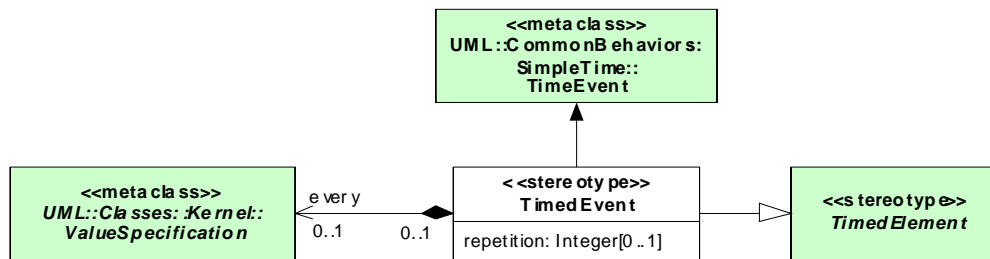 <<metaclass>>
UML::CommonBehaviors:
SimpleTime::
TimeEvent
<<metaclass>>
UML::Classes::Kernel::
ValueSpecification
every
0..1
0..1
<<stereotype>>
TimedEvent
repetition: Integer[0..1]
<<stereotype>>
TimedElement